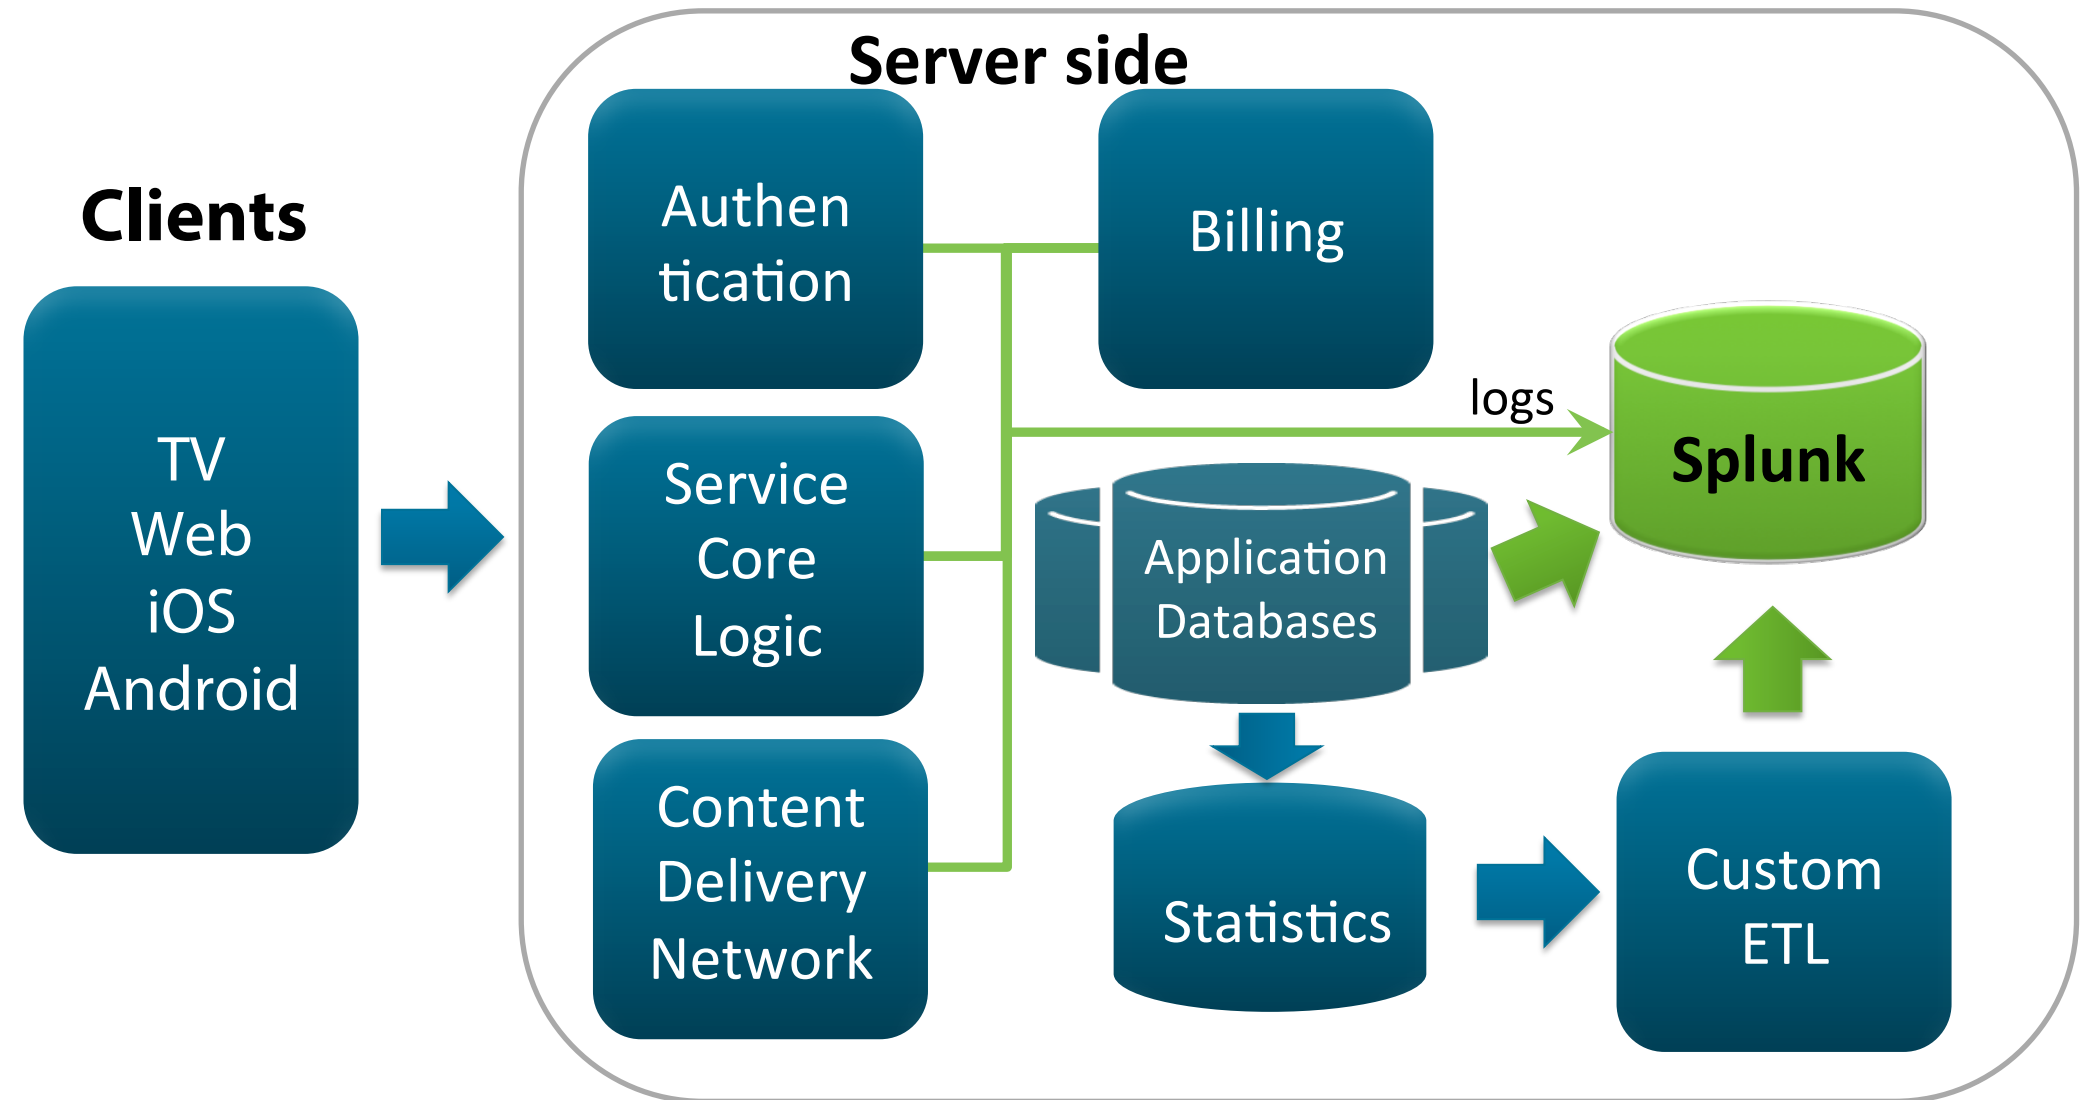 Server side
Clients
TV
Web
iOS
Android
Authen
tication
Billing
Service
Core
Logic
Content
Delivery
Network
logs
Splunk
Application
Databases
Statistics
Custom
ETL